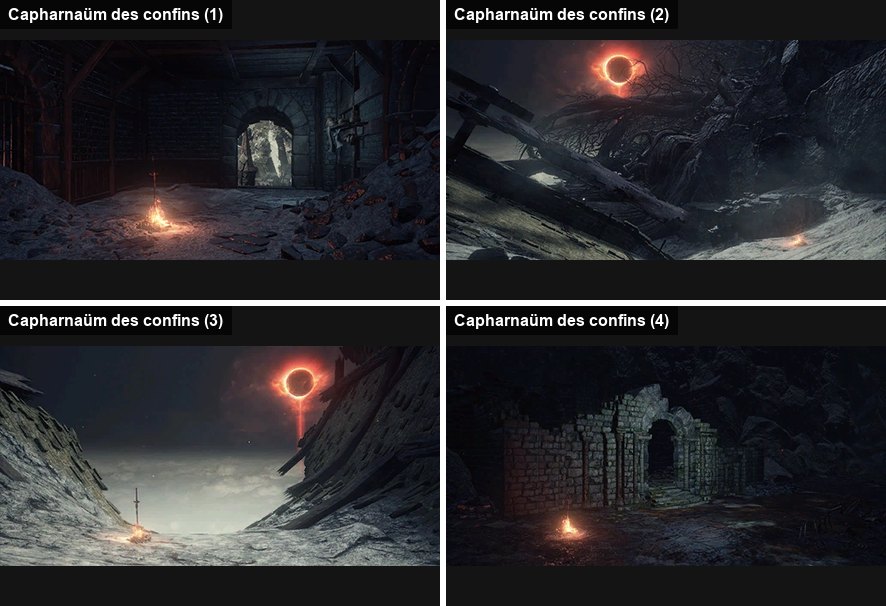 Capharnaüm des confins (1)
Capharnaüm des confins (2)
Capharnaüm des confins (3)
Capharnaüm des confins (4)